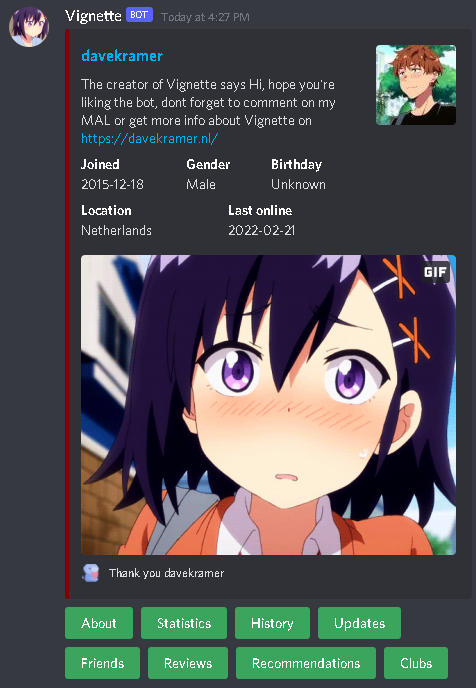 Vignette BOT Today at 4:27 PM
davekramer
The creator of Vignette says Hi, hope you're
liking the bot, dont forget to comment on my
MAL or get more info about Vignette on
https://davekramer.nl/
Joined Gender Birthday
2015-12-18 Male Unknown
Location Last online
Netherlands 2022-02-21
GIF
Thank you davekramer
About Statistics History Updates
Friends Reviews Recommendations Clubs